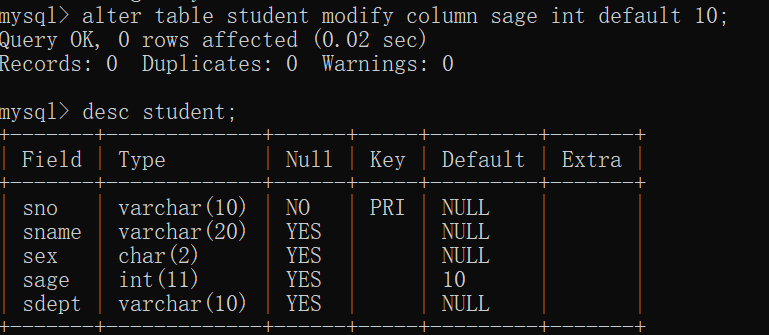 mysql> alter table student modify column sage int default 10;
Query OK, 0 rows affected (0.02 sec)
Records: 0  Duplicates: 0  Warnings: 0

mysql> desc student;
+-------+-------------+------+-----+---------+-------+
| Field | Type        | Null | Key | Default | Extra |
+-------+-------------+------+-----+---------+-------+
| sno   | varchar(10) | NO   | PRI | NULL    |       |
| sname | varchar(20) | YES  |     | NULL    |       |
| sex   | char(2)     | YES  |     | NULL    |       |
| sage  | int(11)     | YES  |     | 10      |       |
| sdept | varchar(10) | YES  |     | NULL    |       |
+-------+-------------+------+-----+---------+-------+